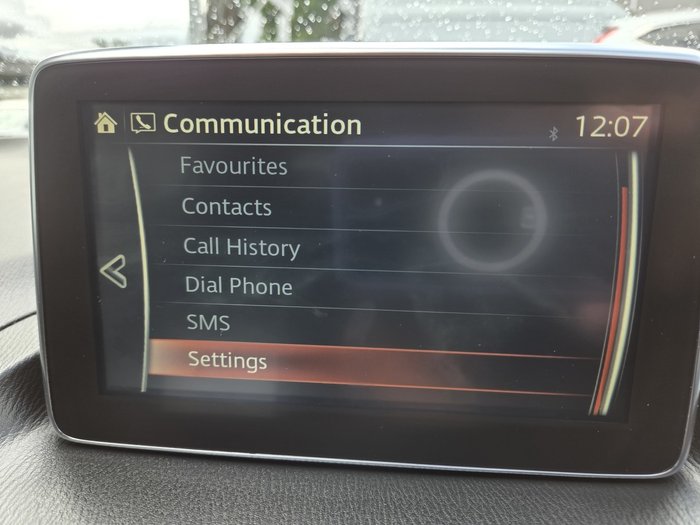 Communication 12:07
Favourites
Contacts
Call History
Dial Phone
SMS
Settings